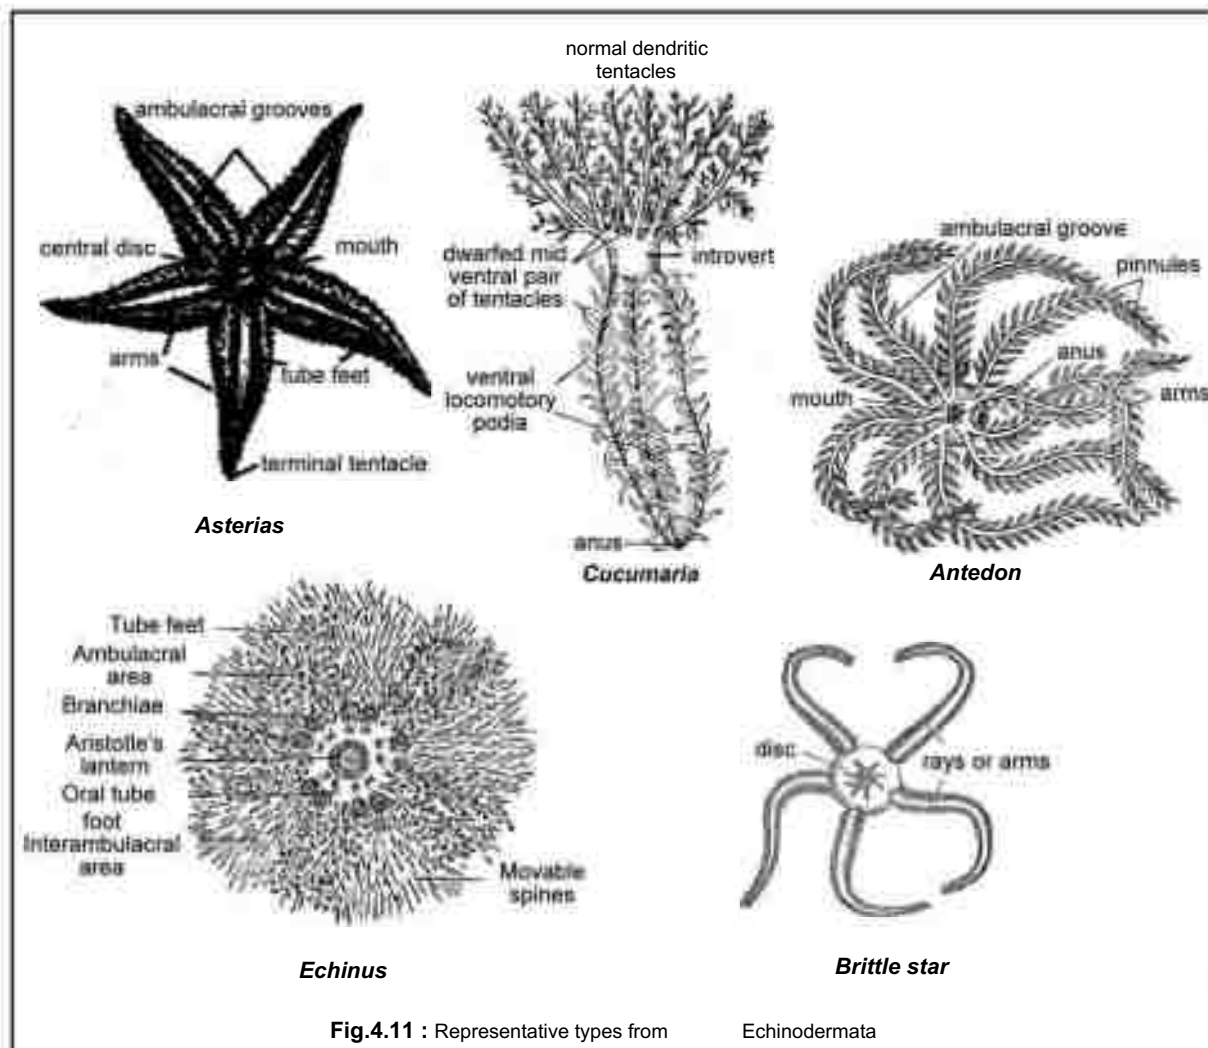 normal dendritic
tentacles
ambulacral grooves
central disc
mouth
arms
tube feet
terminal tentacle
Asterias
dwarfed mid
ventral pair
of tentacles
introvert
ventral
locomotory
podia
anus
Cucumaria
ambulacral groove
pinnules
anus
mouth
arms
Antedon
Tube feet
Ambulacral
area
Branchiae
Aristotle's
lantern
Oral tube
foot
Interambulacral
area
Movable
spines
Echinus
disc
rays or arms
Brittle star
Fig.4.11 : Representative types from Echinodermata